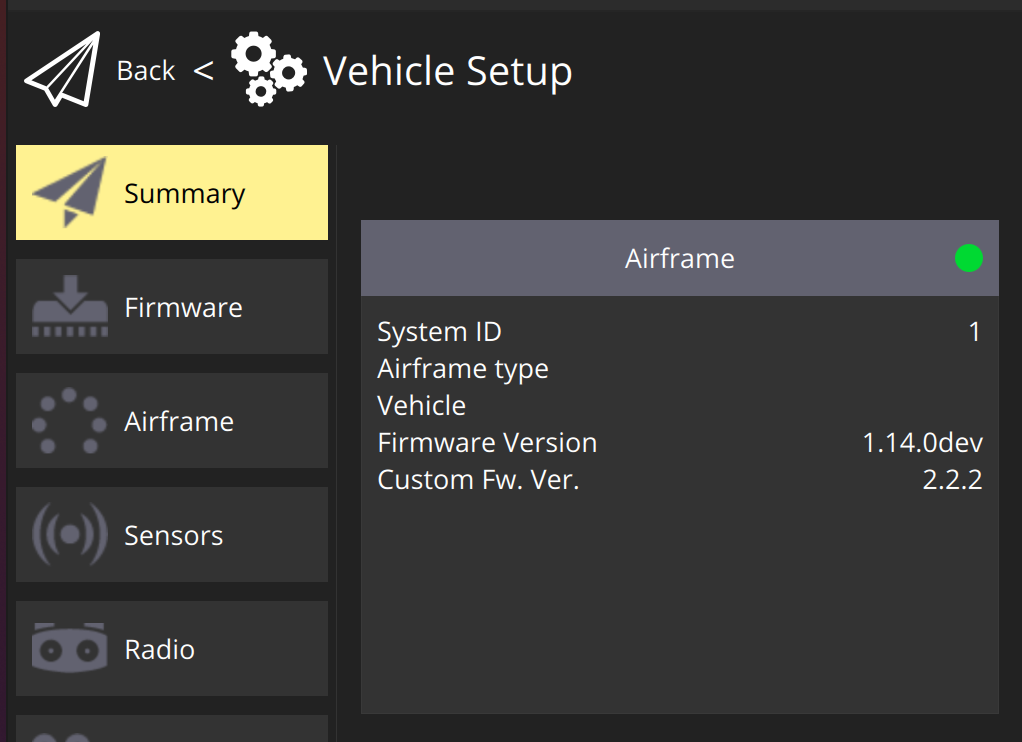 Back < Vehicle Setup
Summary
Firmware
Airframe
Sensors
Radio
Airframe
System ID 1
Airframe type
Vehicle
Firmware Version 1.14.0dev
Custom Fw. Ver. 2.2.2